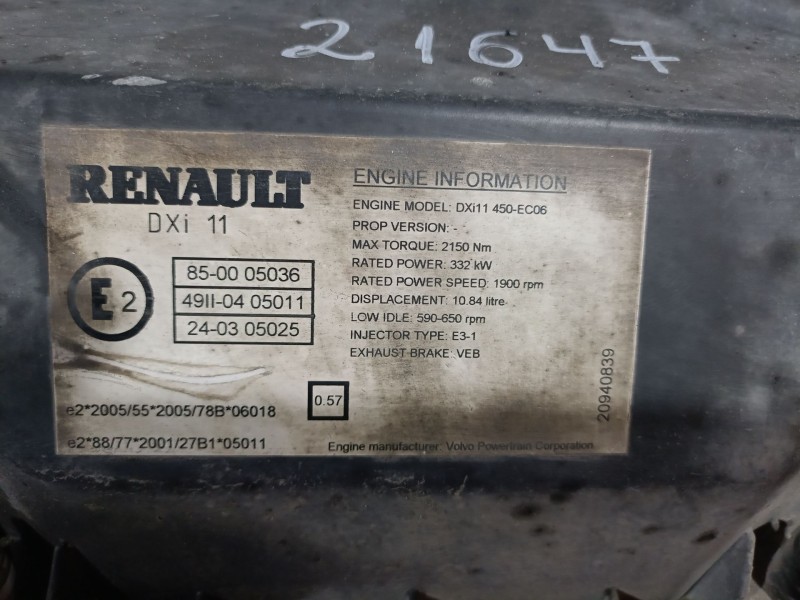 21647
RENAULT
DXi 11
E2
85-00 05036
49II-04 05011
24-03 05025
e2*2005/55*2005/78B*06018
e2*88/77*2001/27B1*05011
0.57
ENGINE INFORMATION
ENGINE MODEL: DXi11 450-EC06
PROP VERSION: -
MAX TORQUE: 2150 Nm
RATED POWER: 332 kW
RATED POWER SPEED: 1900 rpm
DISPLACEMENT: 10.84 litre
LOW IDLE: 590-650 rpm
INJECTOR TYPE: E3-1
EXHAUST BRAKE: VEB
20940839
Engine manufacturer: Volvo Powertrain Corporation